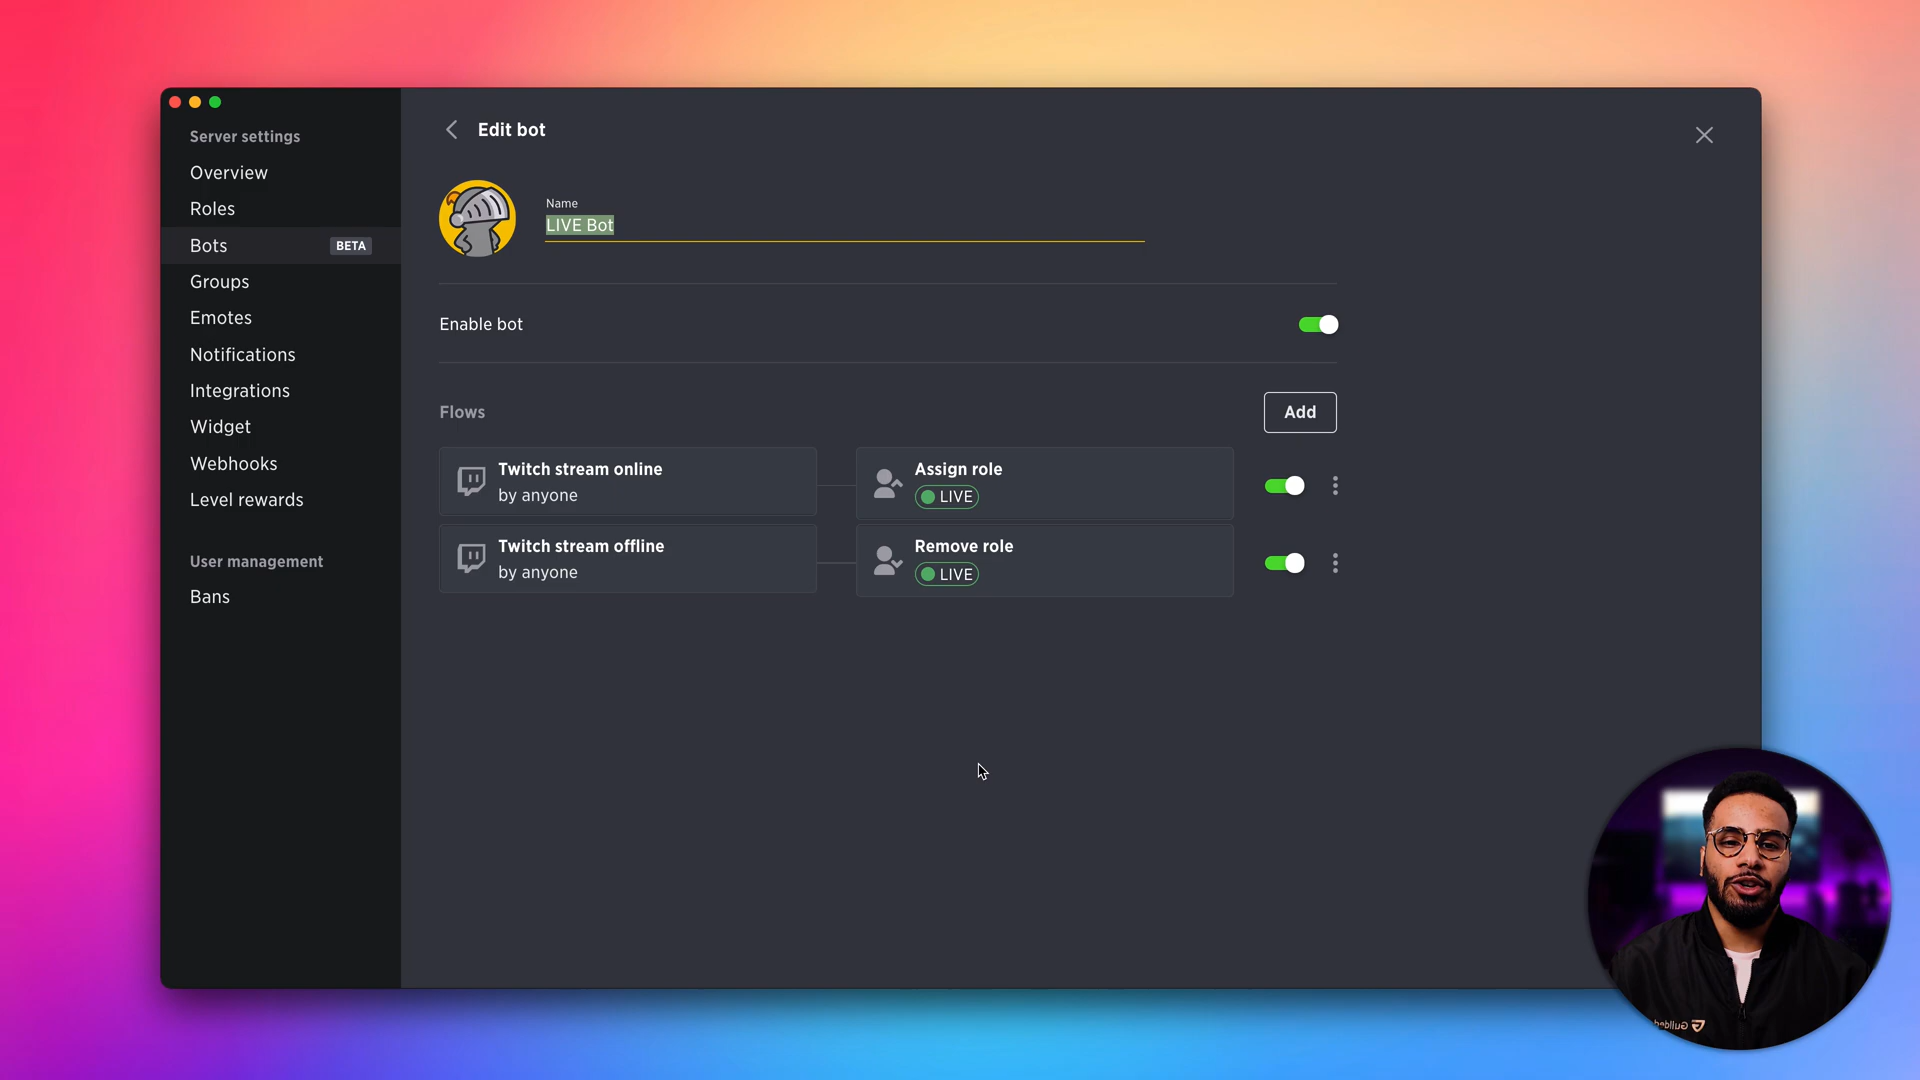 Server settings
Overview
Roles
Bots
BETA
Groups
Emotes
Notifications
Integrations
Widget
Webhooks
Level rewards
User management
Bans
Edit bot
Name
LIVE Bot
Enable bot
Flows
Add
Twitch stream online
by anyone
Assign role
LIVE
Twitch stream offline
by anyone
Remove role
LIVE
Guilded